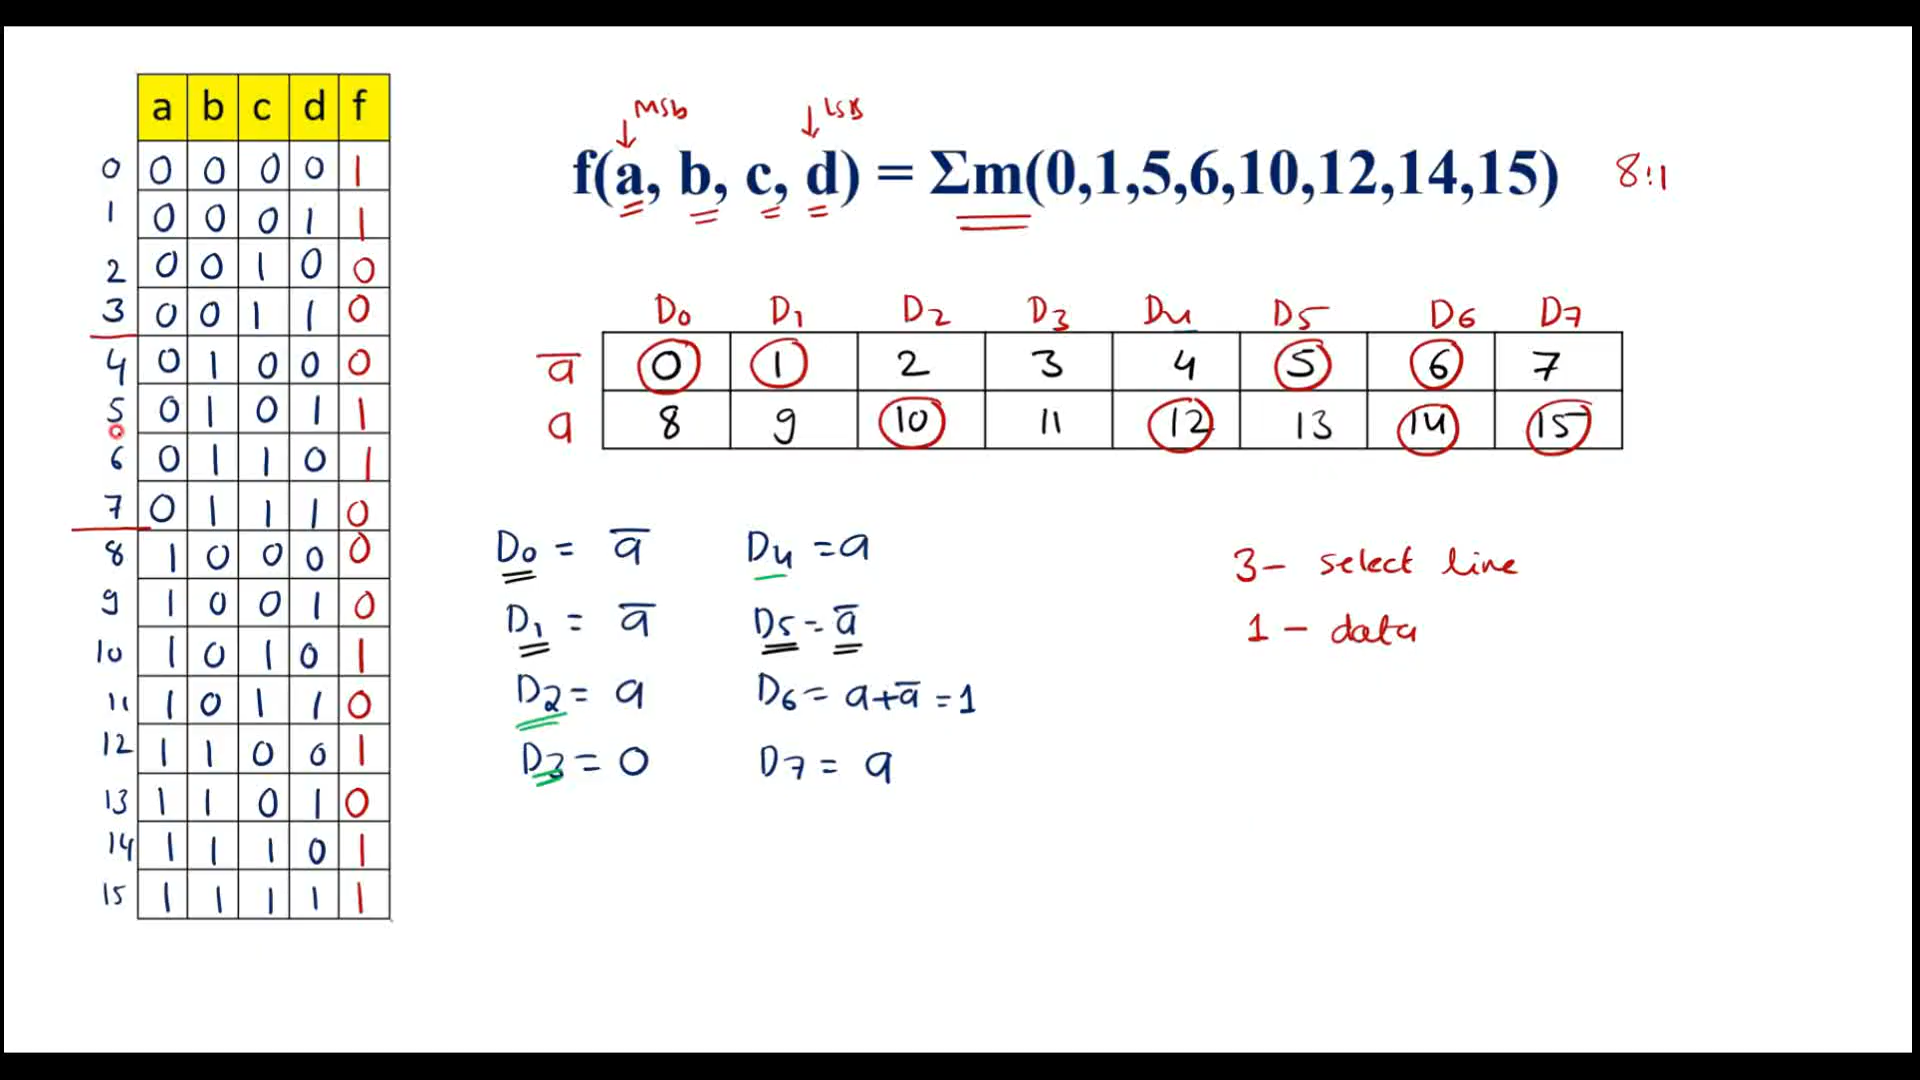 a b c d f
0 0 0 0 0 1
1 0 0 0 1 1
2 0 0 1 0 0
3 0 0 1 1 0
4 0 1 0 0 0
5 0 1 0 1 1
6 0 1 1 0 1
7 0 1 1 1 0
8 1 0 0 0 0
9 1 0 0 1 0
10 1 0 1 0 1
11 1 0 1 1 0
12 1 1 0 0 1
13 1 1 0 1 0
14 1 1 1 0 1
15 1 1 1 1 1
MSb LSB
f(a, b, c, d) = Σm(0,1,5,6,10,12,14,15) 8:1
D0 D1 D2 D3 D4 D5 D6 D7
a̅ 0 1 2 3 4 5 6 7
a 8 9 10 11 12 13 14 15
D0 = a̅ D4 = a
D1 = a̅ D5 = a̅
D2 = a D6 = a+a̅ = 1
D3 = 0 D7 = a
3- select line
1 - data